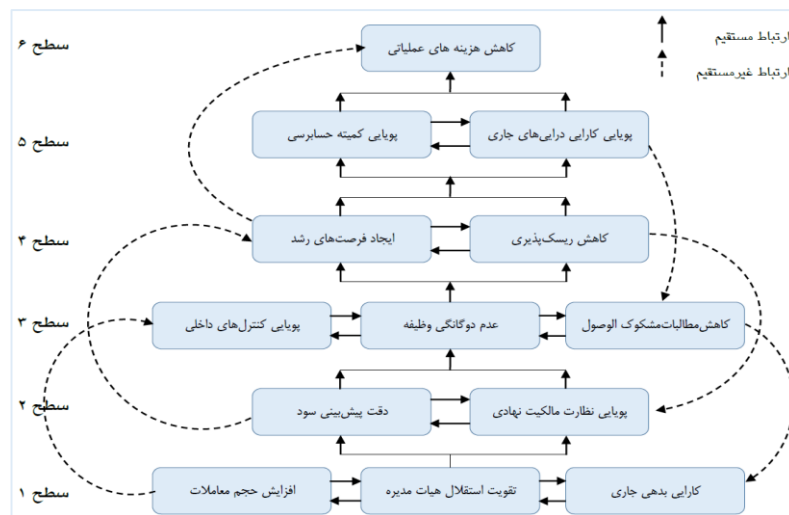 سطح ۶
کاهش هزینه های عملیاتی
ارتباط مستقیم
ارتباط غیرمستقیم
سطح ۵
پویایی کارایی درایی‌های جاری
پویایی کمیته حسابرسی
سطح ۴
کاهش ریسک‌پذیری
ایجاد فرصت‌های رشد
سطح ۳
کاهش‌مطالبات‌مشکوک الوصول
عدم دوگانگی وظیفه
پویایی کنترل‌های داخلی
سطح ۲
پویایی نظارت مالکیت نهادی
دقت پیش‌بینی سود
سطح ۱
کارایی بدهی جاری
تقویت استقلال هیات مدیره
افزایش حجم معاملات